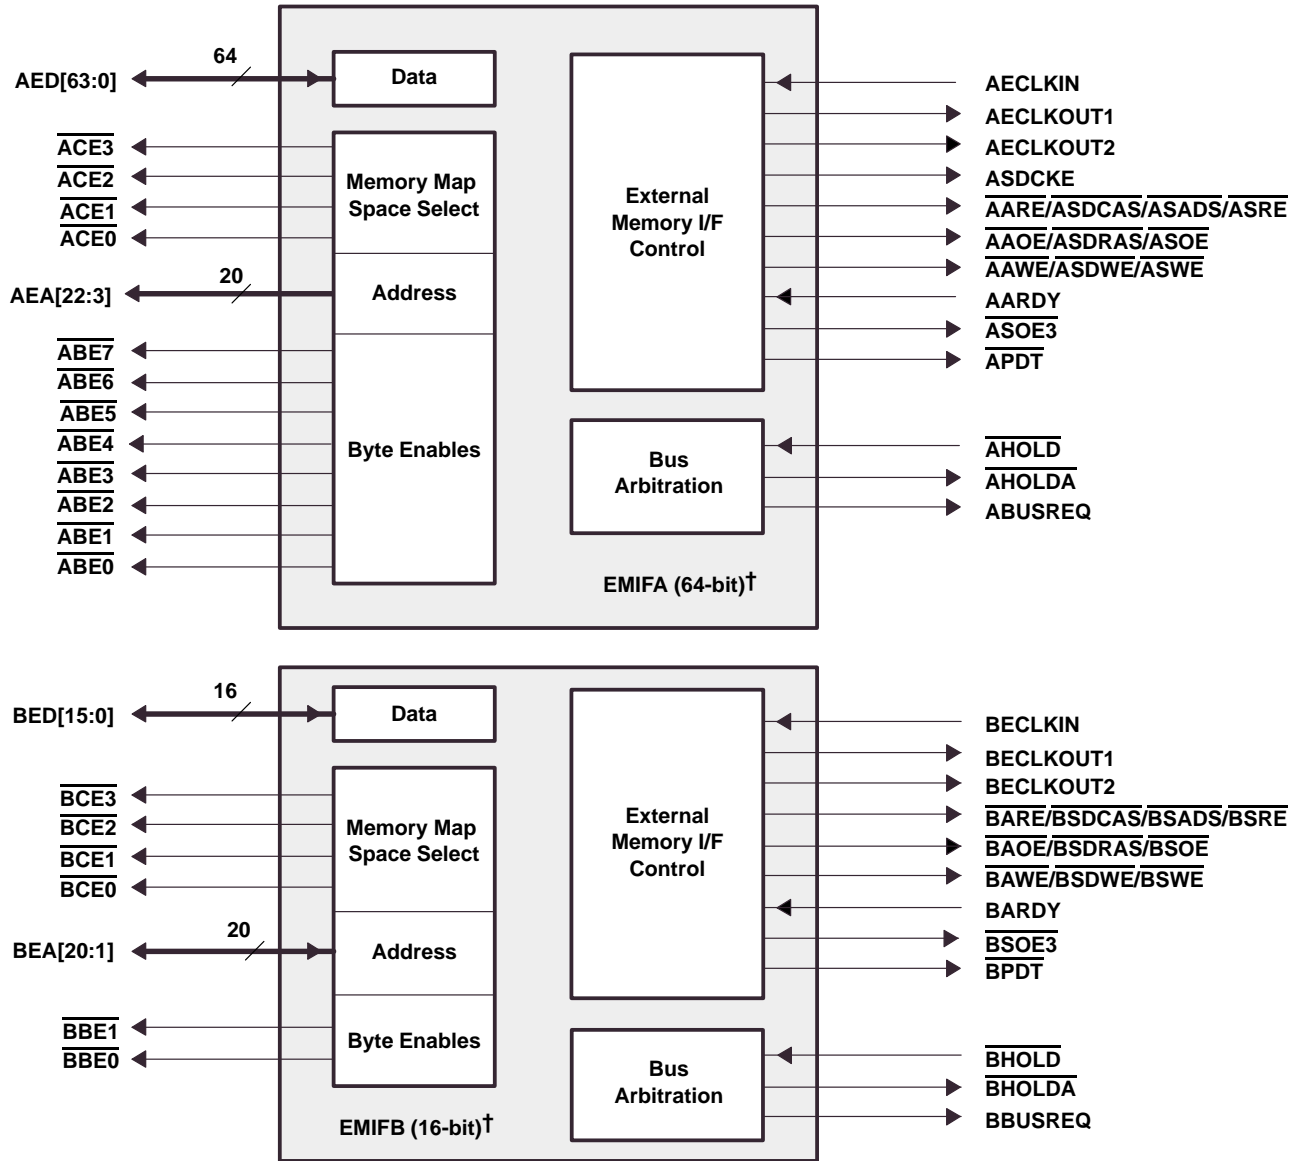 64
AED[63:0]
Data
ACE3
ACE2
ACE1
ACE0
Memory Map
Space Select
20
AEA[22:3]
Address
ABE7
ABE6
ABE5
ABE4
ABE3
ABE2
ABE1
ABE0
Byte Enables
External
Memory I/F
Control
AECLKIN
AECLKOUT1
AECLKOUT2
ASDCKE
AARE/ASDCAS/ASADS/ASRE
AAOE/ASDRAS/ASOE
AAWE/ASDWE/ASWE
AARDY
ASOE3
APDT
Bus
Arbitration
AHOLD
AHOLDA
ABUSREQ
EMIFA (64-bit)†
16
BED[15:0]
Data
BCE3
BCE2
BCE1
BCE0
Memory Map
Space Select
20
BEA[20:1]
Address
BBE1
BBE0
Byte Enables
External
Memory I/F
Control
BECLKIN
BECLKOUT1
BECLKOUT2
BARE/BSDCAS/BSADS/BSRE
BAOE/BSDRAS/BSOE
BAWE/BSDWE/BSWE
BARDY
BSOE3
BPDT
Bus
Arbitration
BHOLD
BHOLDA
BBUSREQ
EMIFB (16-bit)†